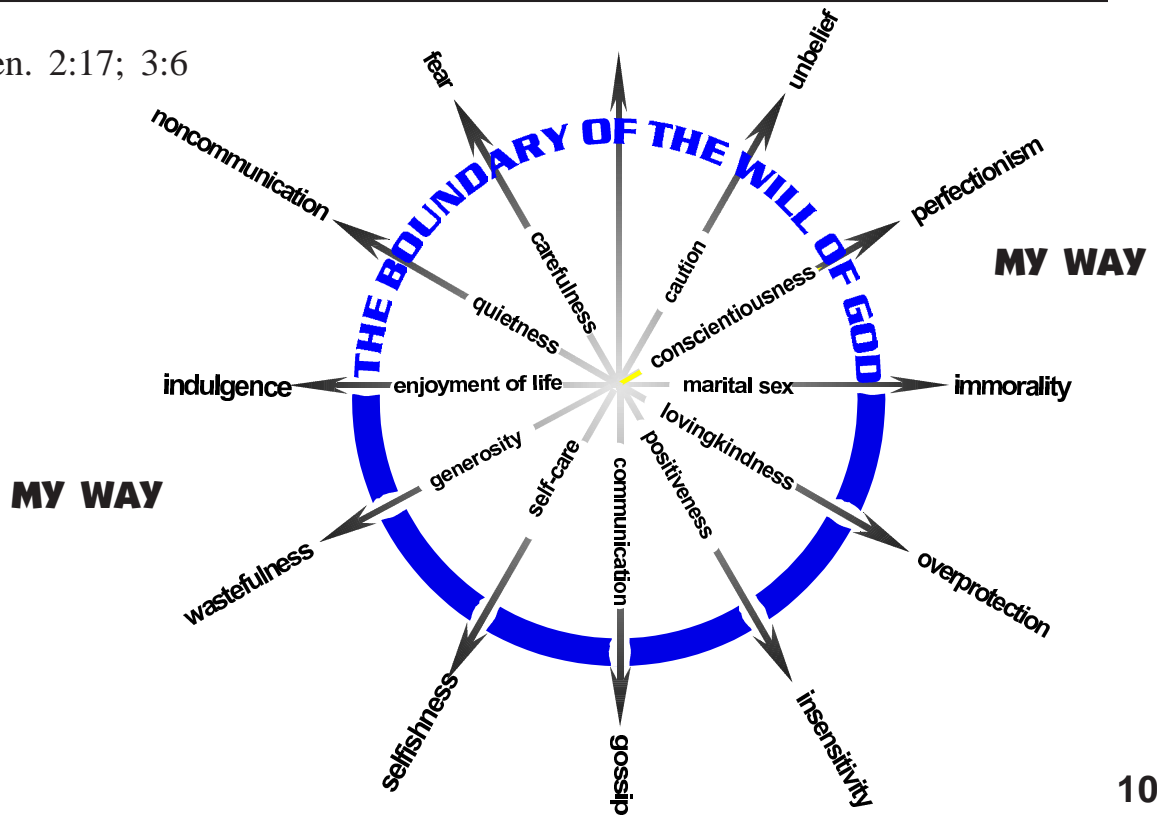 en. 2:17; 3:6
THE BOUNDARY OF THE WILL OF GOD
fear
unbelief
noncommunication
perfectionism
carefulness
caution
MY WAY
quietness
conscientiousness
indulgence
enjoyment of life
marital sex
immorality
generosity
self-care
communication
positiveness
lovingkindness
MY WAY
wastefulness
overprotection
selfishness
gossip
insensitivity
10